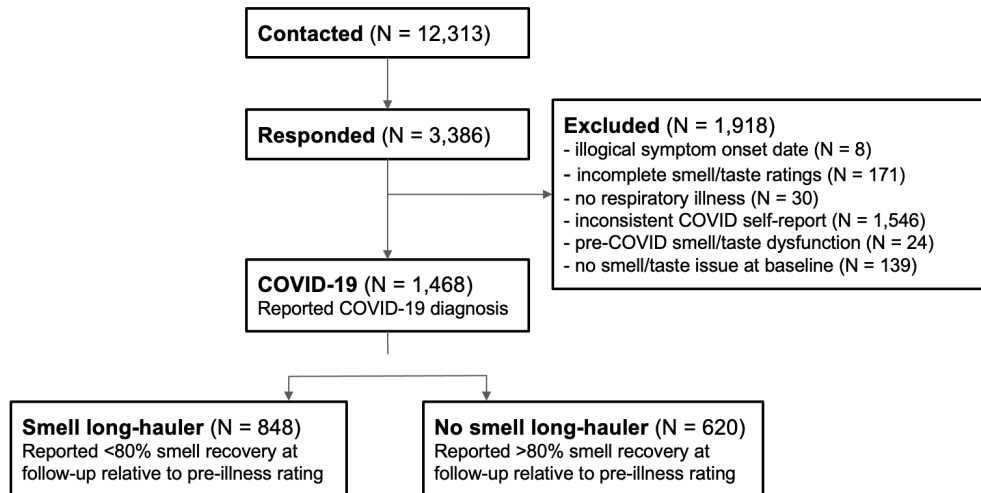 Contacted (N = 12,313)
Responded (N = 3,386)
Excluded (N = 1,918)
- illogical symptom onset date (N = 8)
- incomplete smell/taste ratings (N = 171)
- no respiratory illness (N = 30)
- inconsistent COVID self-report (N = 1,546)
- pre-COVID smell/taste dysfunction (N = 24)
- no smell/taste issue at baseline (N = 139)
COVID-19 (N = 1,468)
Reported COVID-19 diagnosis
Smell long-hauler (N = 848)
Reported <80% smell recovery at
follow-up relative to pre-illness rating
No smell long-hauler (N = 620)
Reported >80% smell recovery at
follow-up relative to pre-illness rating